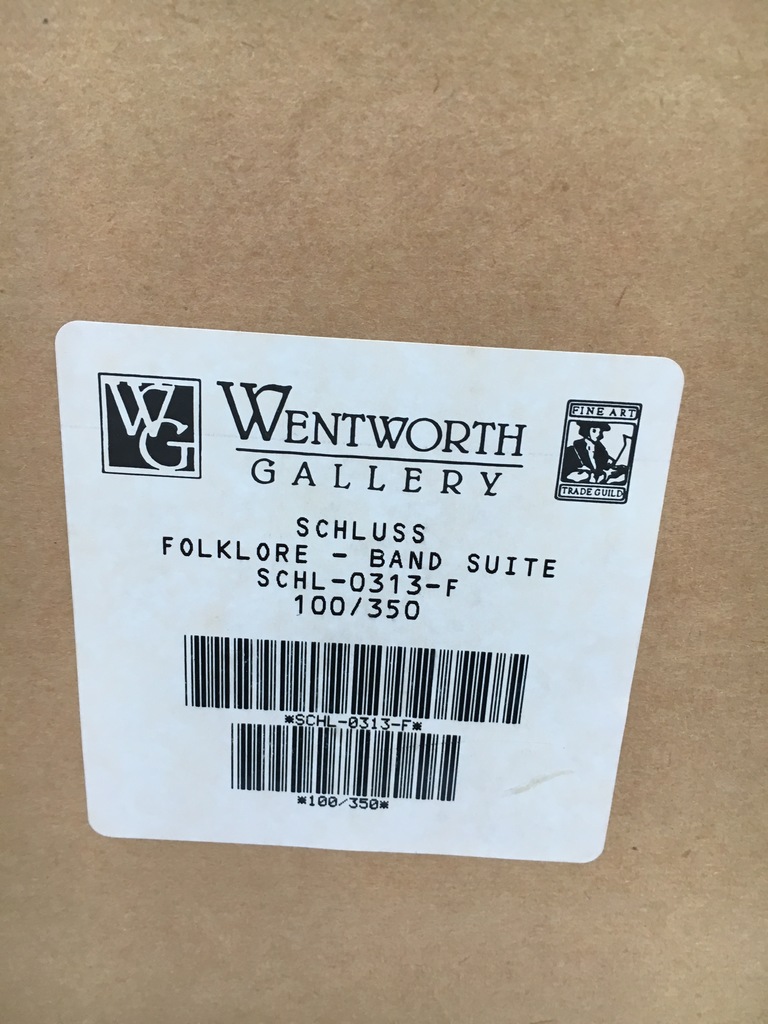 WG
WENTWORTH
GALLERY
FINE ART
TRADE GUILD
SCHLUSS
FOLKLORE - BAND SUITE
SCHL-0313-F
100/350
*SCHL-0313-F*
*100/350*